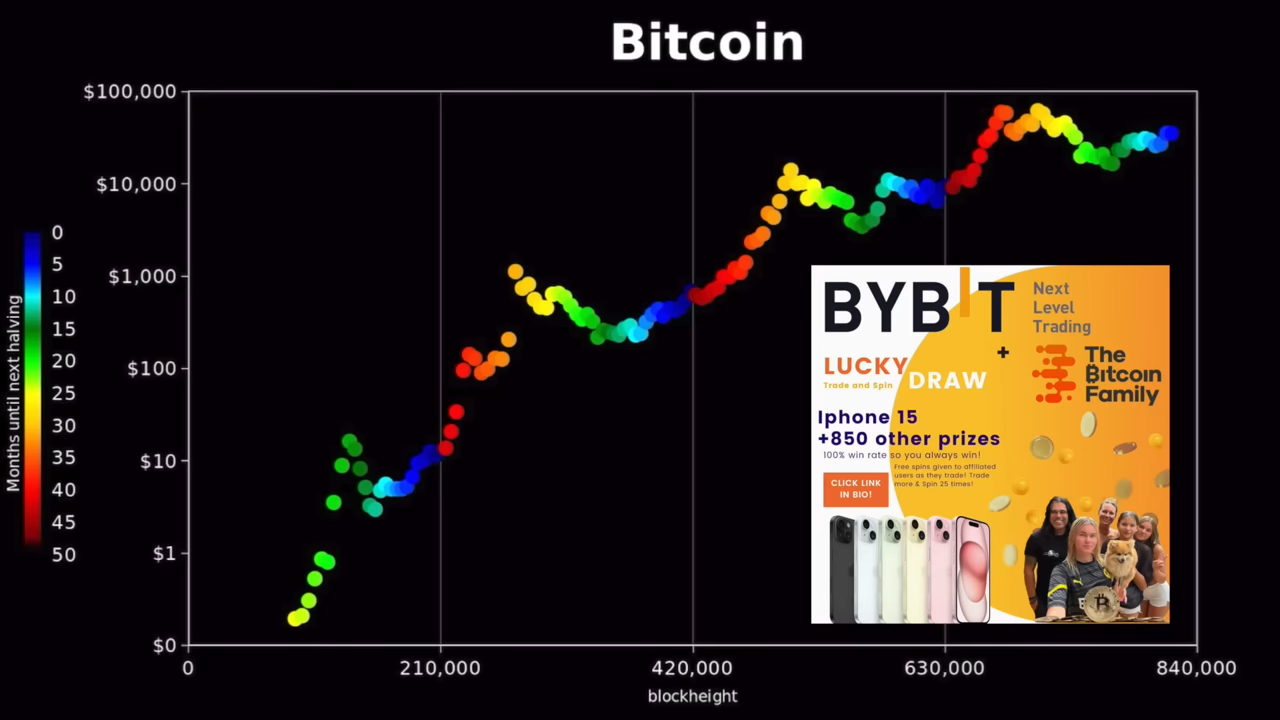 Bitcoin
$100,000
$10,000
$1,000
$100
$10
$1
$0
0
210,000
420,000
630,000
840,000
blockheight
Months until next halving
0
5
10
15
20
25
30
35
40
45
50
BYBIT
Next
Level
Trading
+
The
Bitcoin
Family
LUCKY
DRAW
Trade and Spin
Iphone 15
+850 other prizes
100% win rate so you always win!
Free spins given to affiliated
users as they trade! Trade
more & Spin 25 times!
CLICK LINK
IN BIO!